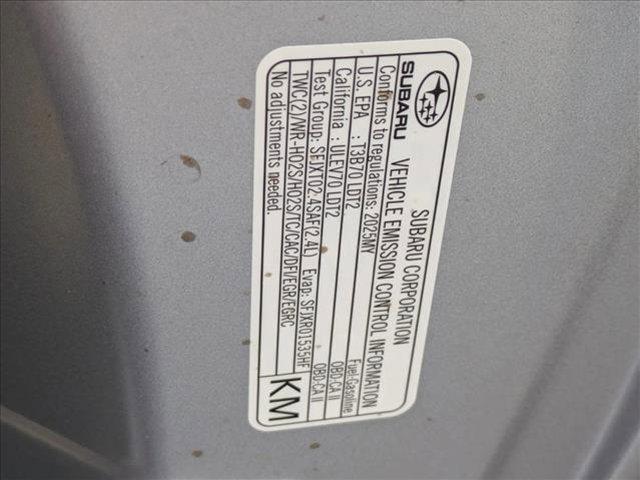 SUBARU CORPORATION
SUBARU VEHICLE EMISSION CONTROL INFORMATION
Conforms to regulations: 2025MY Fuel:Gasoline
U.S. EPA : T3B70 LDT2 OBD:CA II
California : ULEV70 LDT2 OBD:CA II
Test Group: SFJXT02.4SAF(2.4L) Evap: SFJXR01535HF
TWC(2)/WR-HO2S/HO2S/TC/CAC/DFI/EGR/EGRC
No adjustments needed.
KM